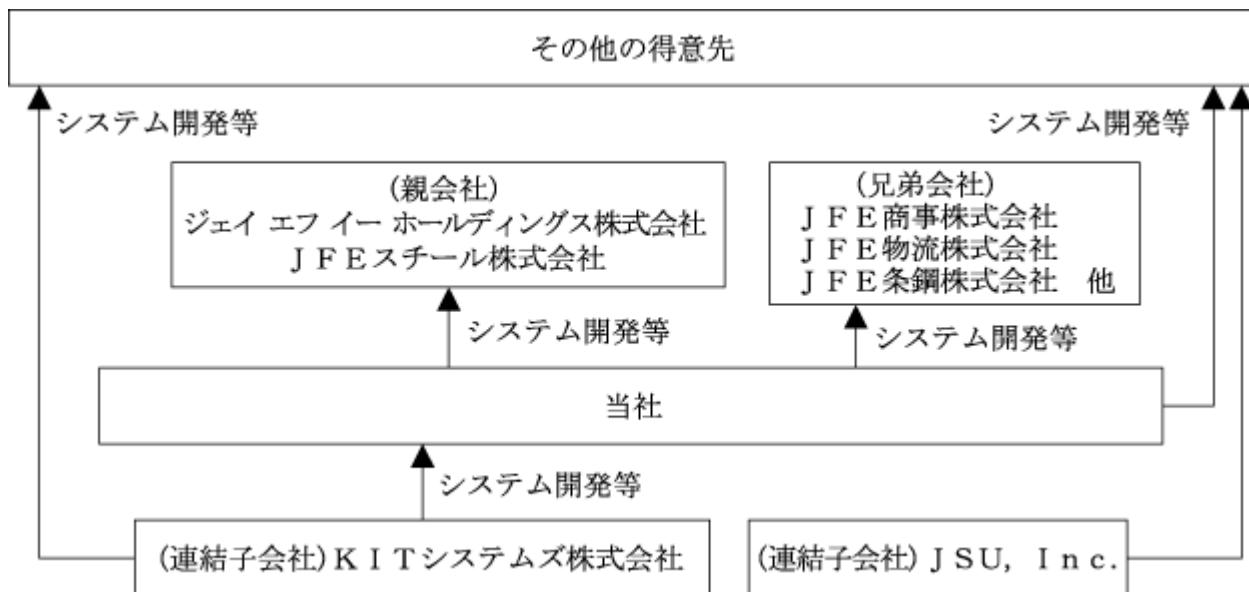 その他の得意先
システム開発等
システム開発等
(親会社)
ジェイ エフ イー ホールディングス株式会社
ＪＦＥスチール株式会社
(兄弟会社)
ＪＦＥ商事株式会社
ＪＦＥ物流株式会社
ＪＦＥ条鋼株式会社　他
システム開発等
システム開発等
当社
システム開発等
(連結子会社)ＫＩＴシステムズ株式会社
(連結子会社)ＪＳＵ, Ｉｎｃ.